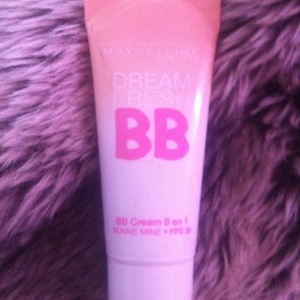 MAYBELLINE
DREAM
FRESH
BB
BB Cream 8 en 1
BONNE MINE • FPS 30